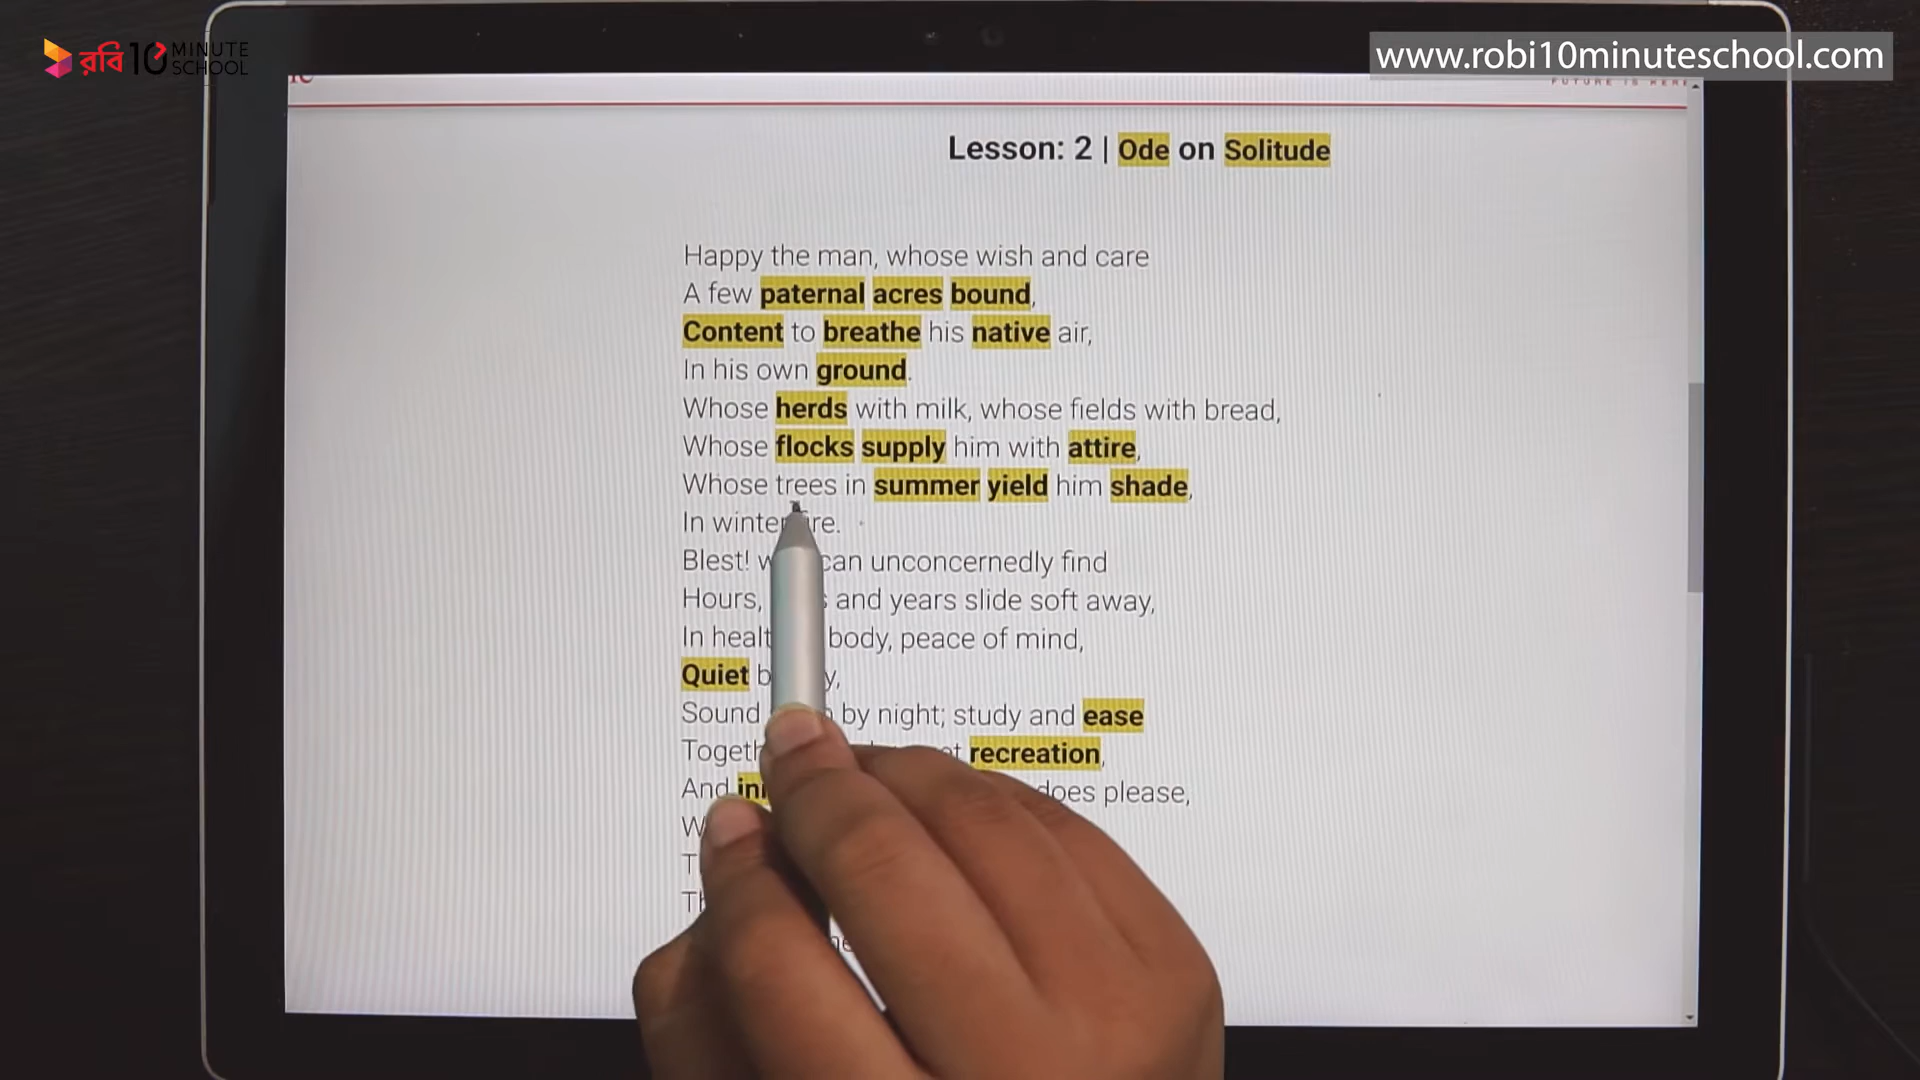 রবি 10 MINUTE SCHOOL
www.robi10minuteschool.com
FUTURE IS HERE
Lesson: 2 | Ode on Solitude
Happy the man, whose wish and care
A few paternal acres bound,
Content to breathe his native air,
In his own ground.
Whose herds with milk, whose fields with bread,
Whose flocks supply him with attire,
Whose trees in summer yield him shade,
In winter
Blest! can unconcernedly find
Hours, and years slide soft away,
In body, peace of mind,
Quiet
Sound by night; study and ease
recreation,
And does please,